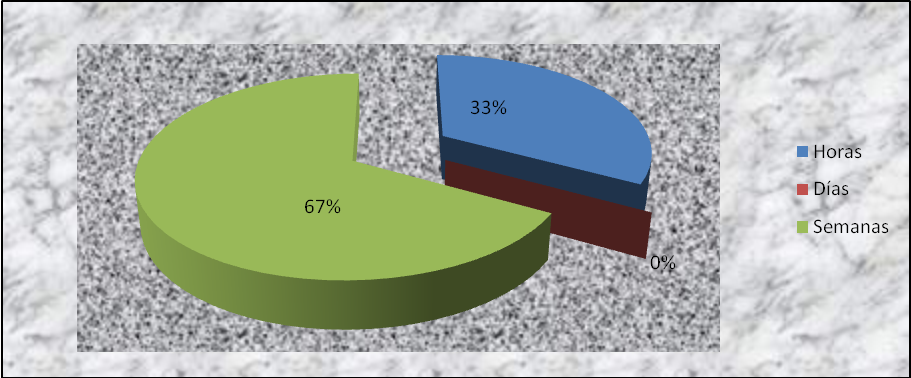 33%
67%
0%
Horas
Días
Semanas